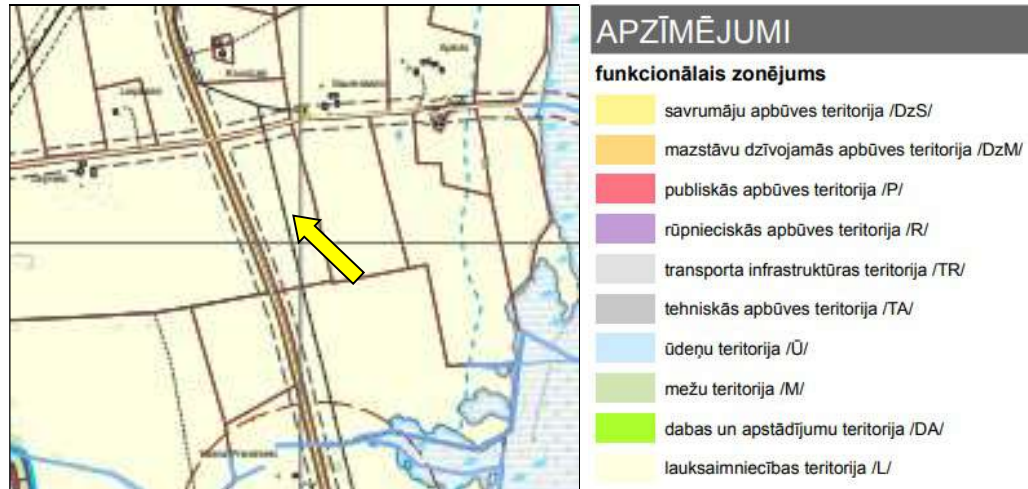 APZĪMĒJUMI
funkcionālais zonējums
savrumāju apbūves teritorija /DzS/
mazstāvu dzīvojamās apbūves teritorija /DzM/
publiskās apbūves teritorija /P/
rūpnieciskās apbūves teritorija /R/
transporta infrastruktūras teritorija /TR/
tehniskās apbūves teritorija /TA/
ūdeņu teritorija /Ū/
mežu teritorija /M/
dabas un apstādījumu teritorija /DA/
lauksaimniecības teritorija /L/